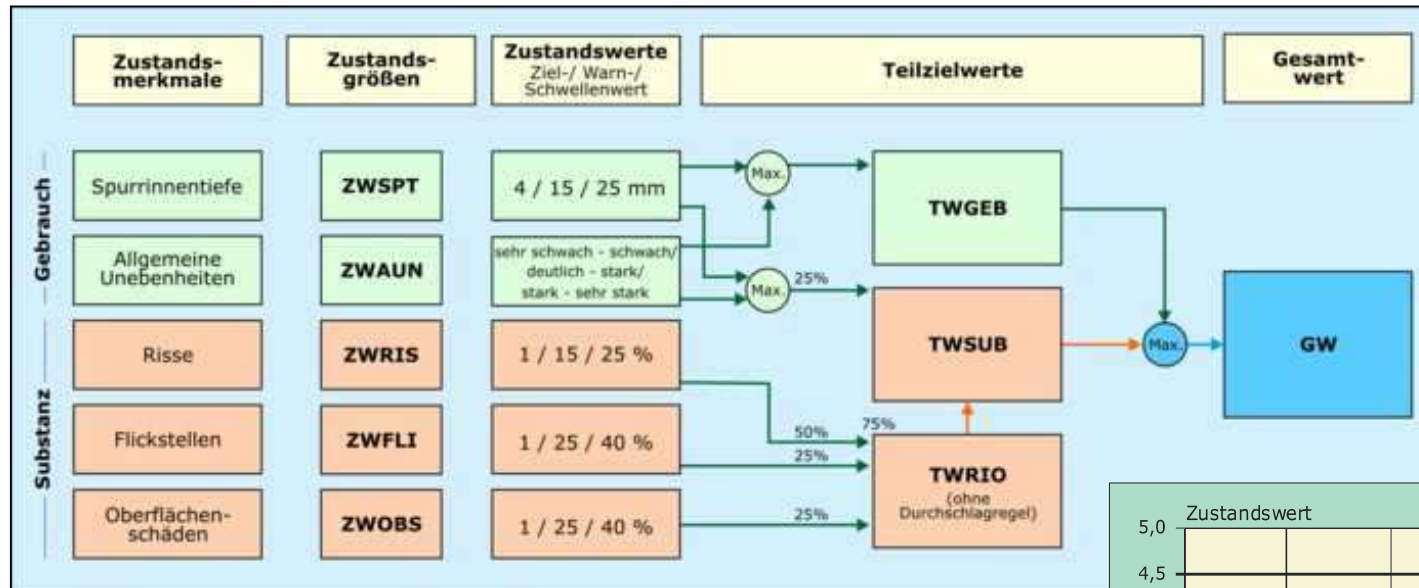 Zustands-
merkmale
Zustands-
größen
Zustandswerte
Ziel-/ Warn-/
Schwellenwert
Teilzielwerte
Gesamt-
wert
Gebrauch
Spurrinnentiefe
ZWSPT
4 / 15 / 25 mm
Max.
TWGEB
Allgemeine
Unebenheiten
ZWAUN
sehr schwach - schwach/
deutlich - stark/
stark - sehr stark
Max.
25%
Substanz
Risse
ZWRIS
1 / 15 / 25 %
TWSUB
Max.
GW
Flickstellen
ZWFLI
1 / 25 / 40 %
50%
75%
25%
TWRIO
(ohne
Durchschlagregel)
Oberflächen-
schäden
ZWOBS
1 / 25 / 40 %
25%
5,0
Zustandswert
4,5